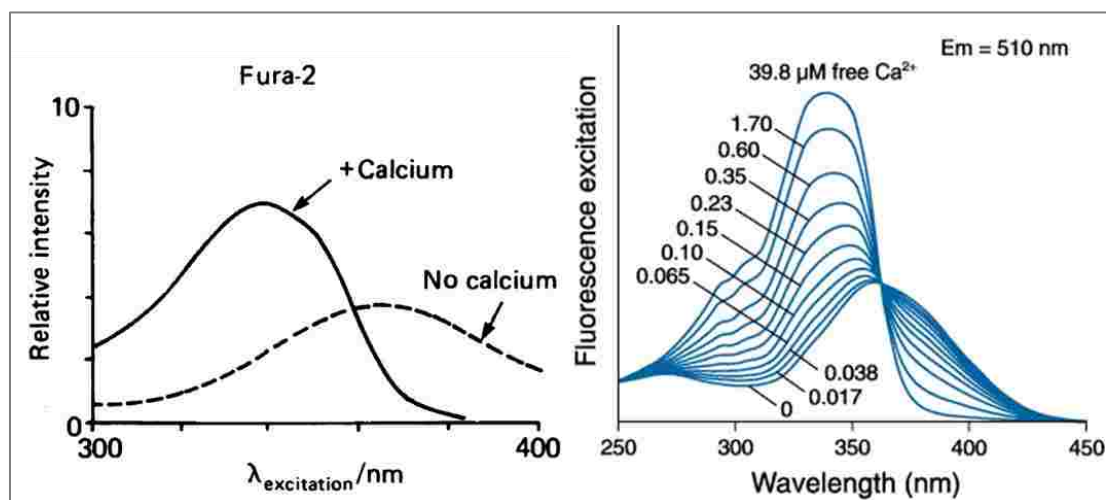 Fura-2
10
Relative intensity
+Calcium
No calcium
0
300
400
λexcitation/nm
Em = 510 nm
39.8 µM free Ca²⁺
1.70
0.60
0.35
0.23
0.15
0.10
0.065
0.038
0.017
0
Fluorescence excitation
250
300
350
400
450
Wavelength (nm)